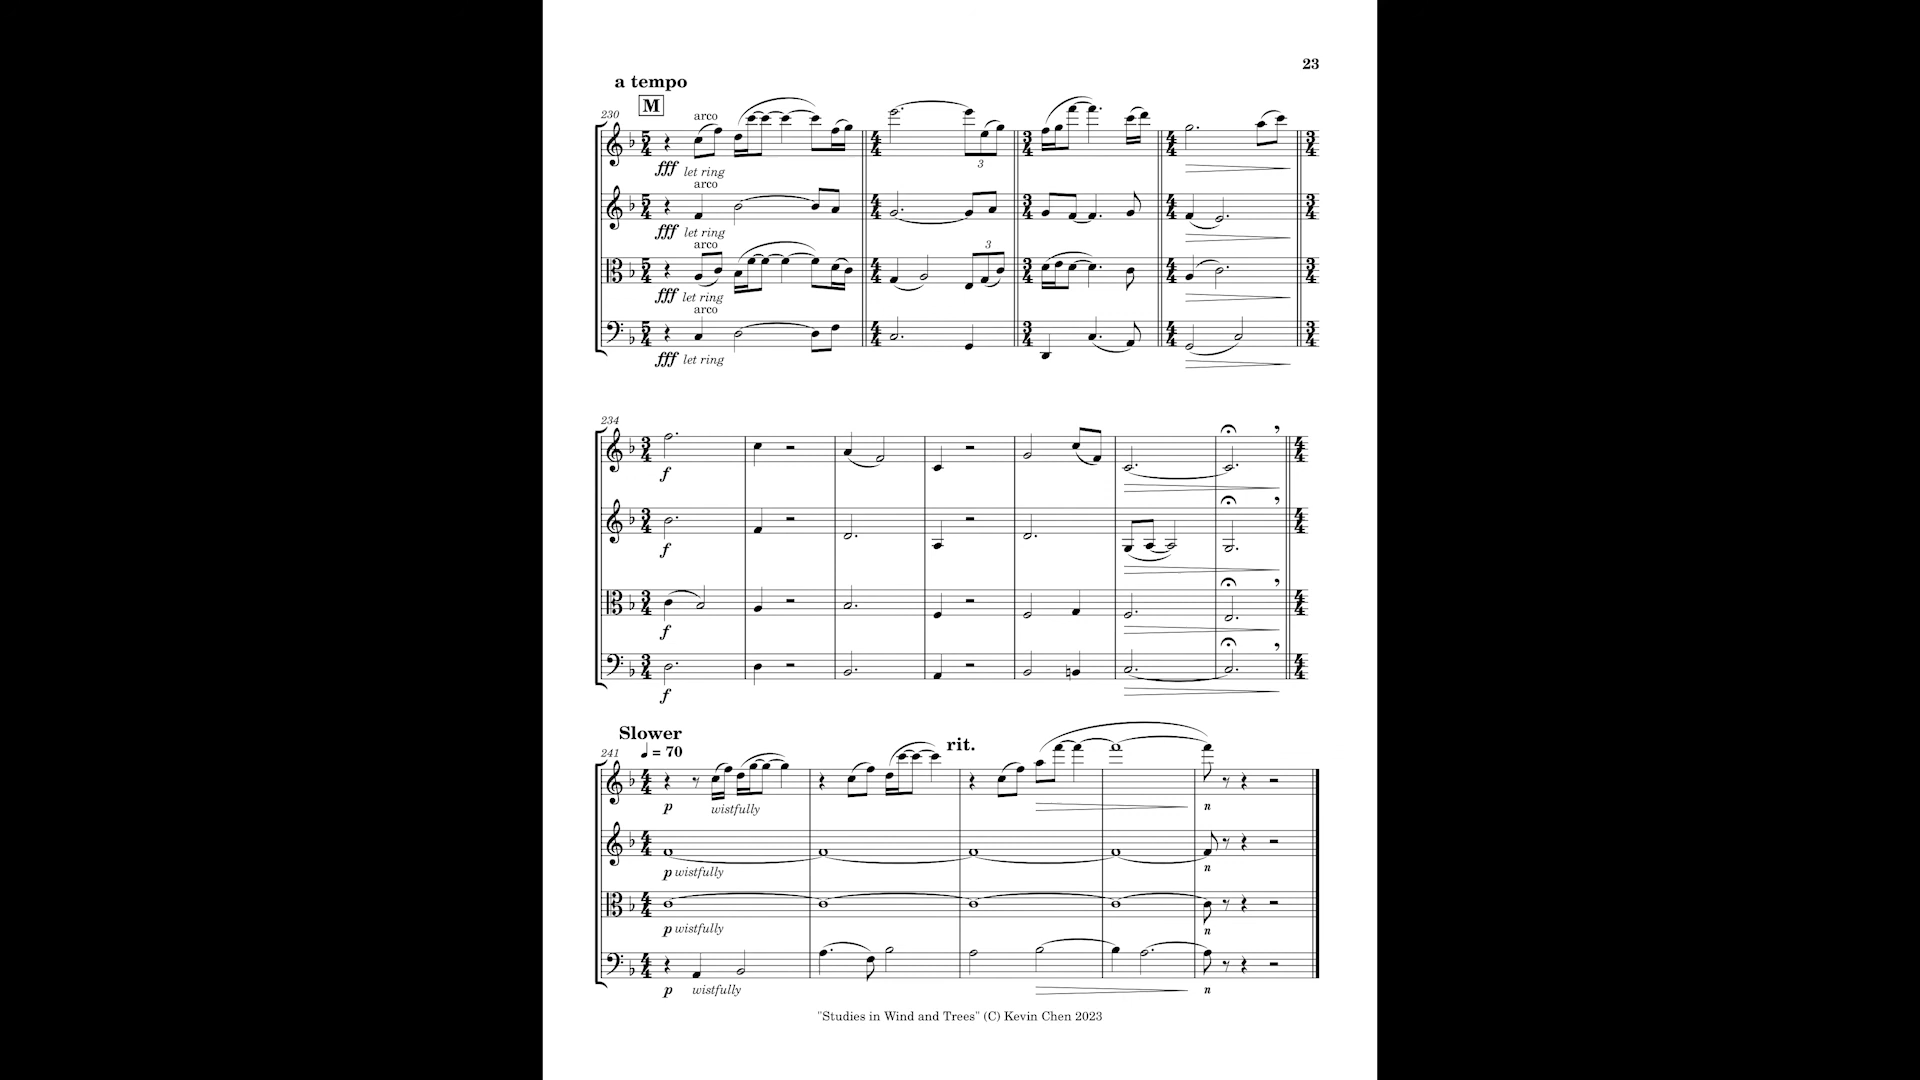 23
a tempo
M
230
arco
fff let ring
arco
fff let ring
arco
3
fff let ring
3
arco
fff let ring
234
f
f
f
f
Slower
241
♩ = 70
rit.
p wistfully n
p wistfully n
p wistfully n
p wistfully n
"Studies in Wind and Trees" (C) Kevin Chen 2023